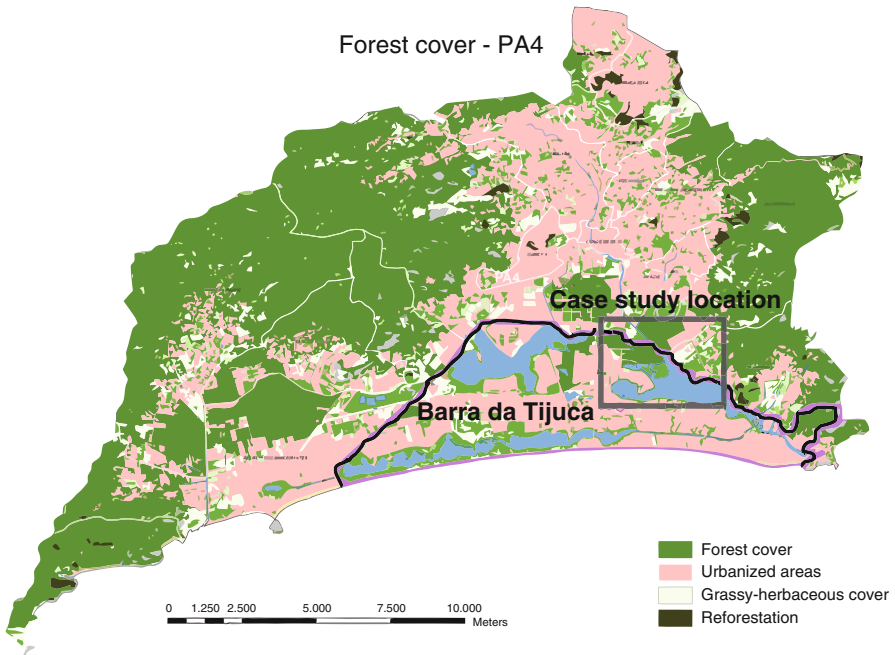 Forest cover - PA4
PA4
Case study location
Barra da Tijuca
Forest cover
Urbanized areas
Grassy-herbaceous cover
Reforestation
0 1.250 2.500 5.000 7.500 10.000
Meters